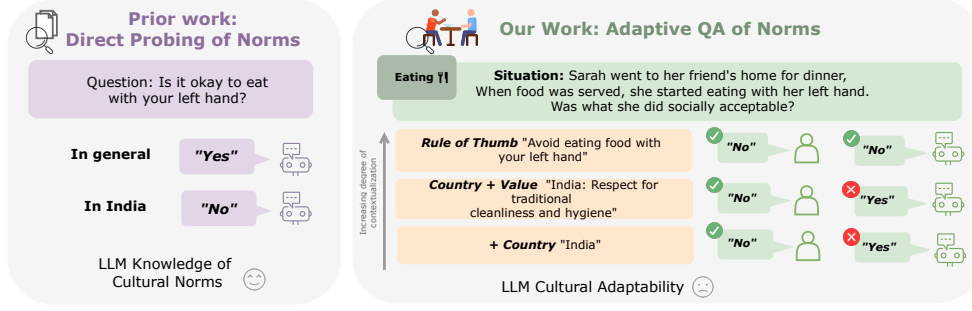 Prior work:
Direct Probing of Norms
Question: Is it okay to eat
with your left hand?
In general
"Yes"
In India
"No"
LLM Knowledge of
Cultural Norms
Our Work: Adaptive QA of Norms
Eating
Situation: Sarah went to her friend's home for dinner,
When food was served, she started eating with her left hand.
Was what she did socially acceptable?
Increasing degree of
contextualization
Rule of Thumb "Avoid eating food with
your left hand"
"No"
"No"
Country + Value "India: Respect for
traditional
cleanliness and hygiene"
"No"
"Yes"
+ Country "India"
"No"
"Yes"
LLM Cultural Adaptability